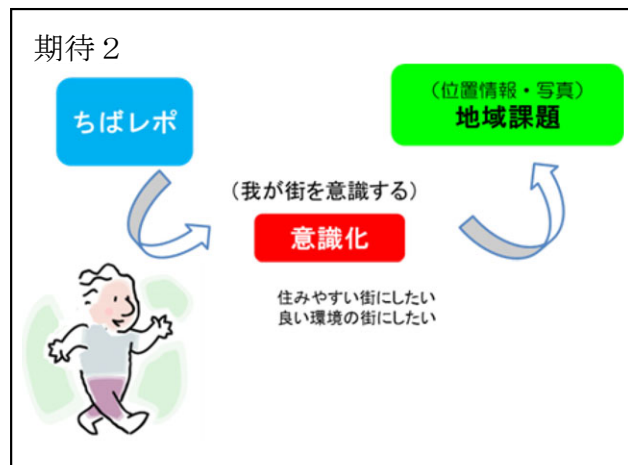 期待２
ちばレポ
（位置情報・写真）
地域課題
（我が街を意識する）
意識化
住みやすい街にしたい
良い環境の街にしたい